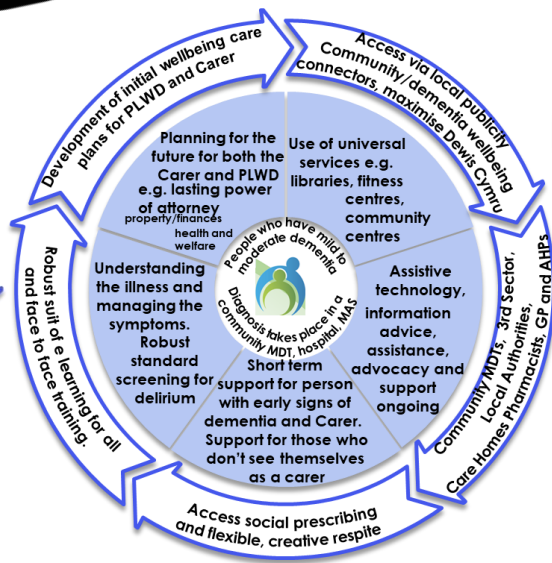 Development of initial wellbeing care
plans for PLWD and Carer
Access via local publicity
Community/dementia wellbeing
connectors, maximise Dewis Cymru
Community MDTs, 3rd Sector,
Local Authorities,
Care Homes Pharmacists, GP and AHPs
Access social prescribing
and flexible, creative respite
Robust suit of e learning for all
and face to face training.
Planning for the
future for both the
Carer and PLWD
e.g. lasting power
of attorney
property/finances
health and
welfare
Use of universal
services e.g.
libraries, fitness
centres,
community
centres
Assistive
technology,
information
advice,
assistance,
advocacy and
support
ongoing
Short term
support for person
with early signs of
dementia and Carer.
Support for those who
don't see themselves
as a carer
Understanding
the illness and
managing the
symptoms.
Robust
standard
screening for
delirium
People who have mild to
moderate dementia
Diagnosis takes place in a
community MDT, hospital, MAS